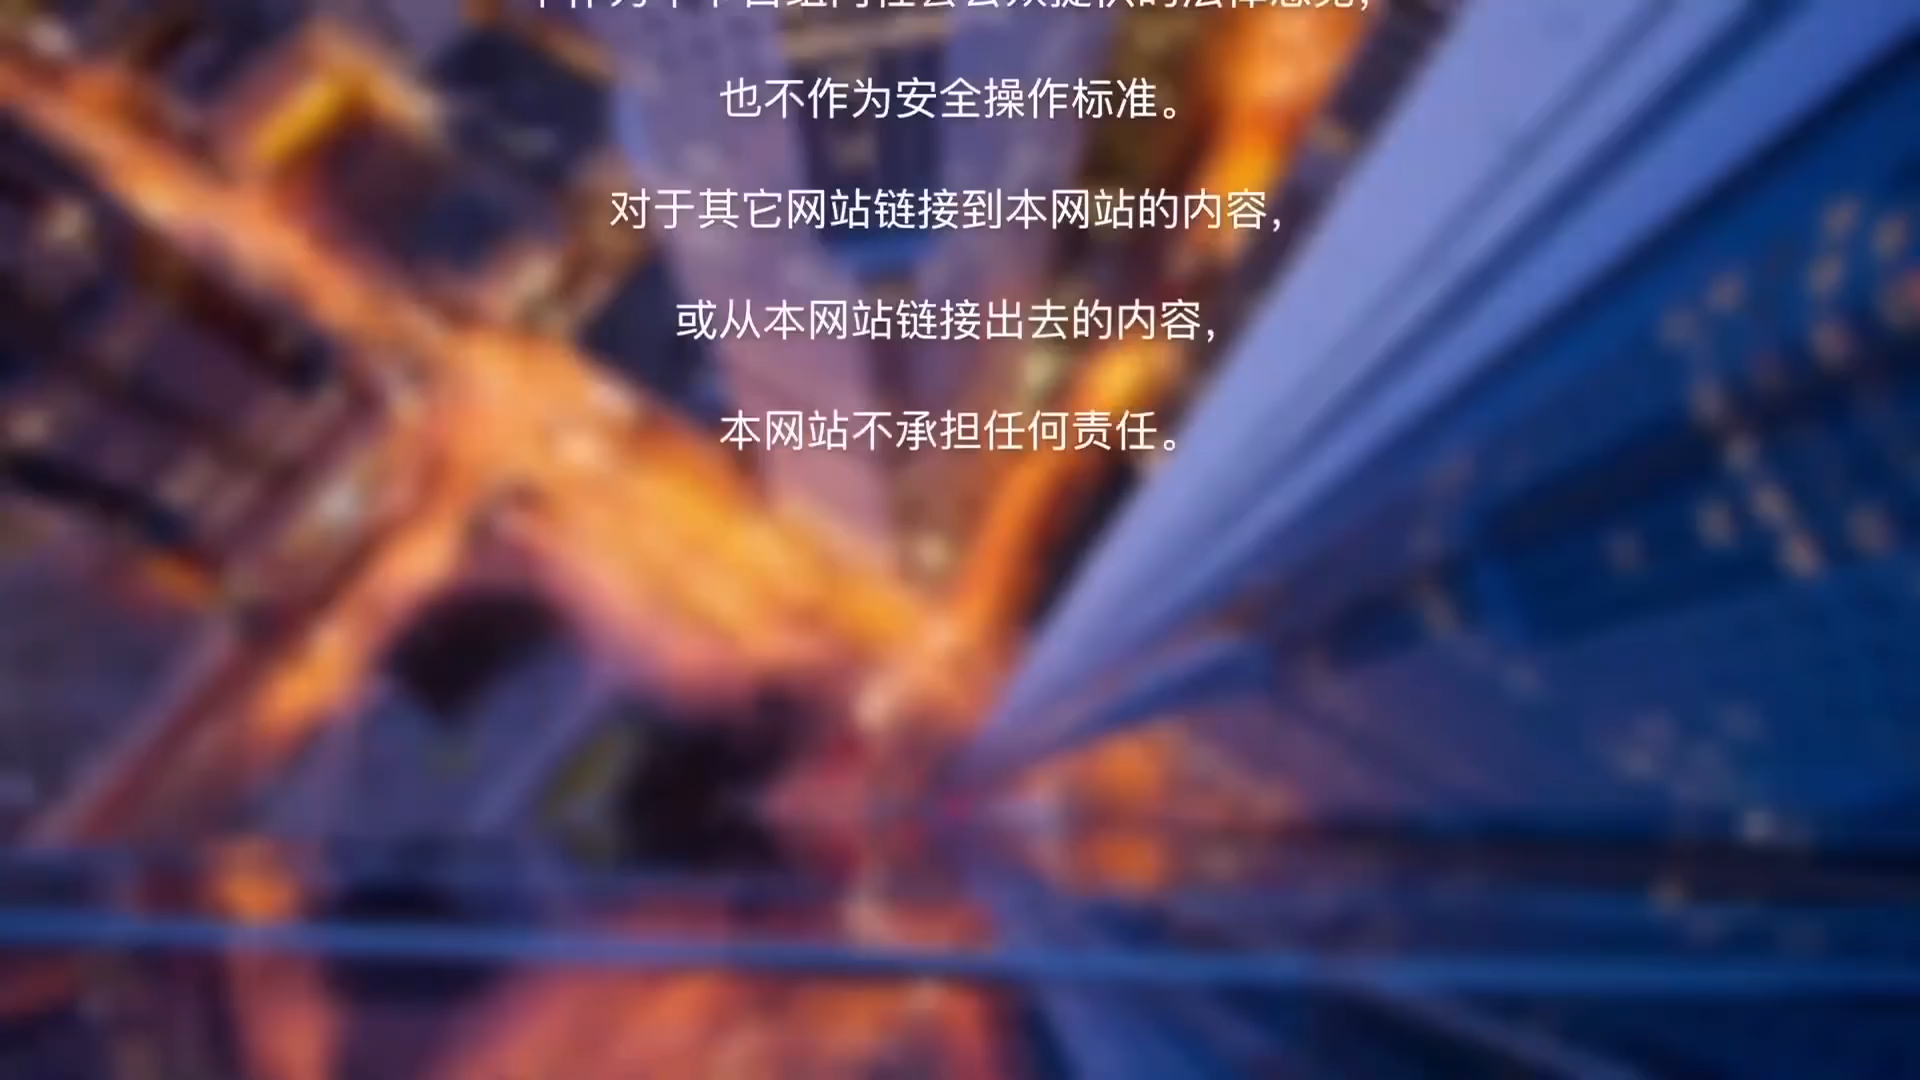 也不作为安全操作标准。
对于其它网站链接到本网站的内容，
或从本网站链接出去的内容，
本网站不承担任何责任。